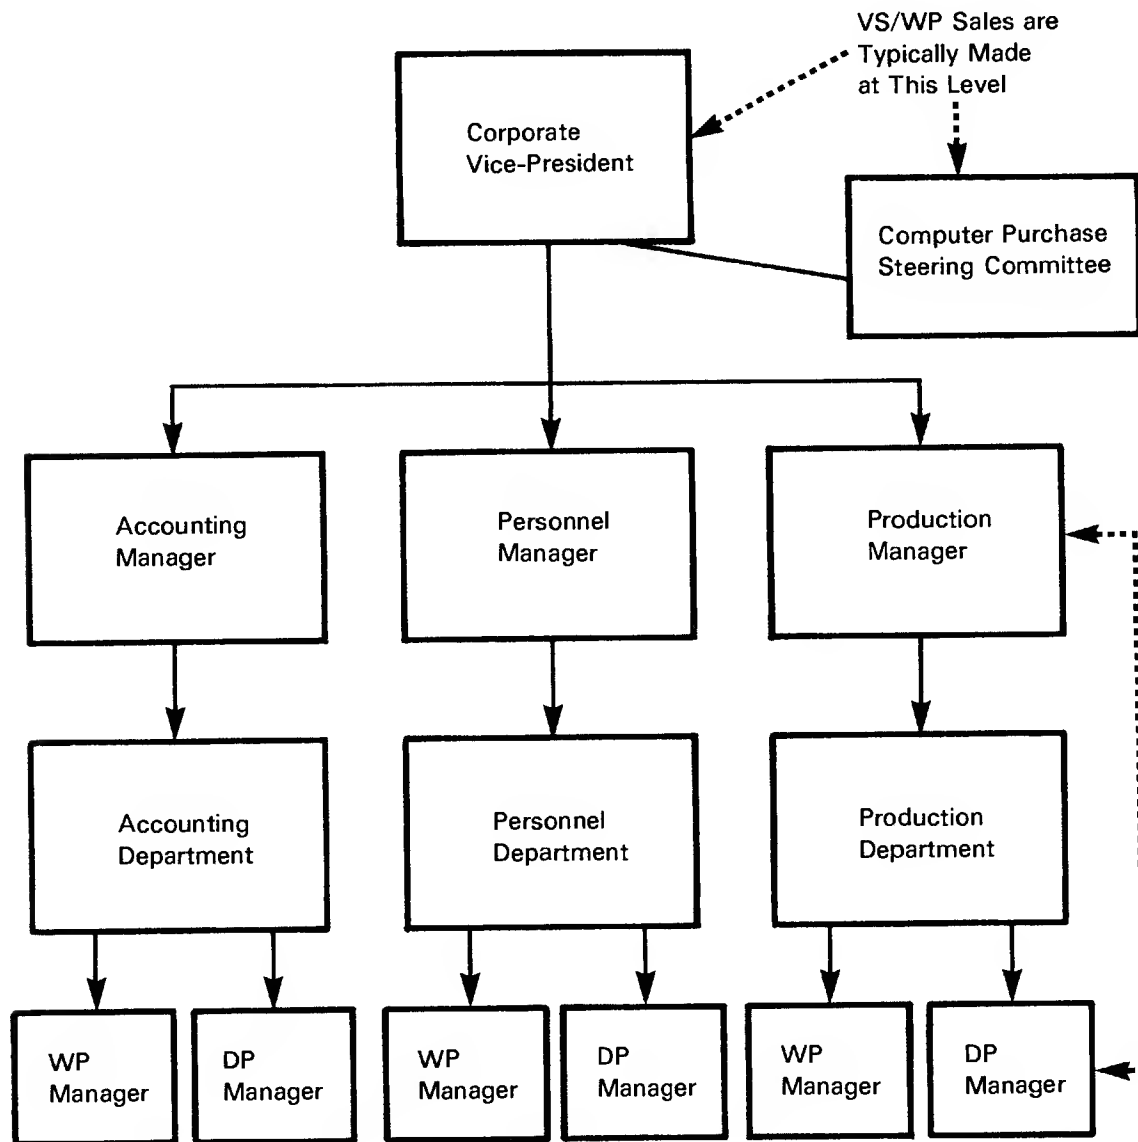 VS/WP Sales are
Typically Made
at This Level
Corporate
Vice-President
Computer Purchase
Steering Committee
Accounting
Manager
Personnel
Manager
Production
Manager
Accounting
Department
Personnel
Department
Production
Department
WP
Manager
DP
Manager
WP
Manager
DP
Manager
WP
Manager
DP
Manager